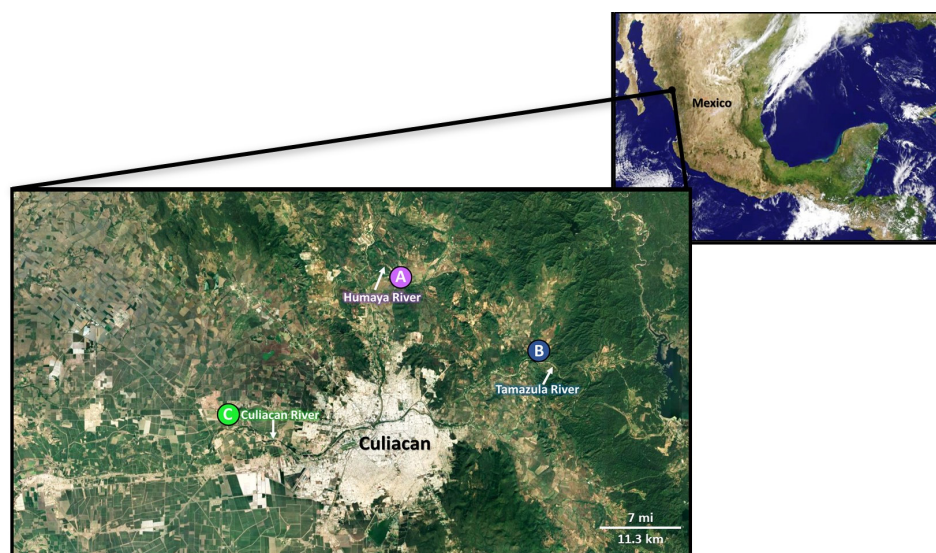 Mexico
A
Humaya River
B
Tamazula River
C
Culiacan River
Culiacan
7 mi
11.3 km